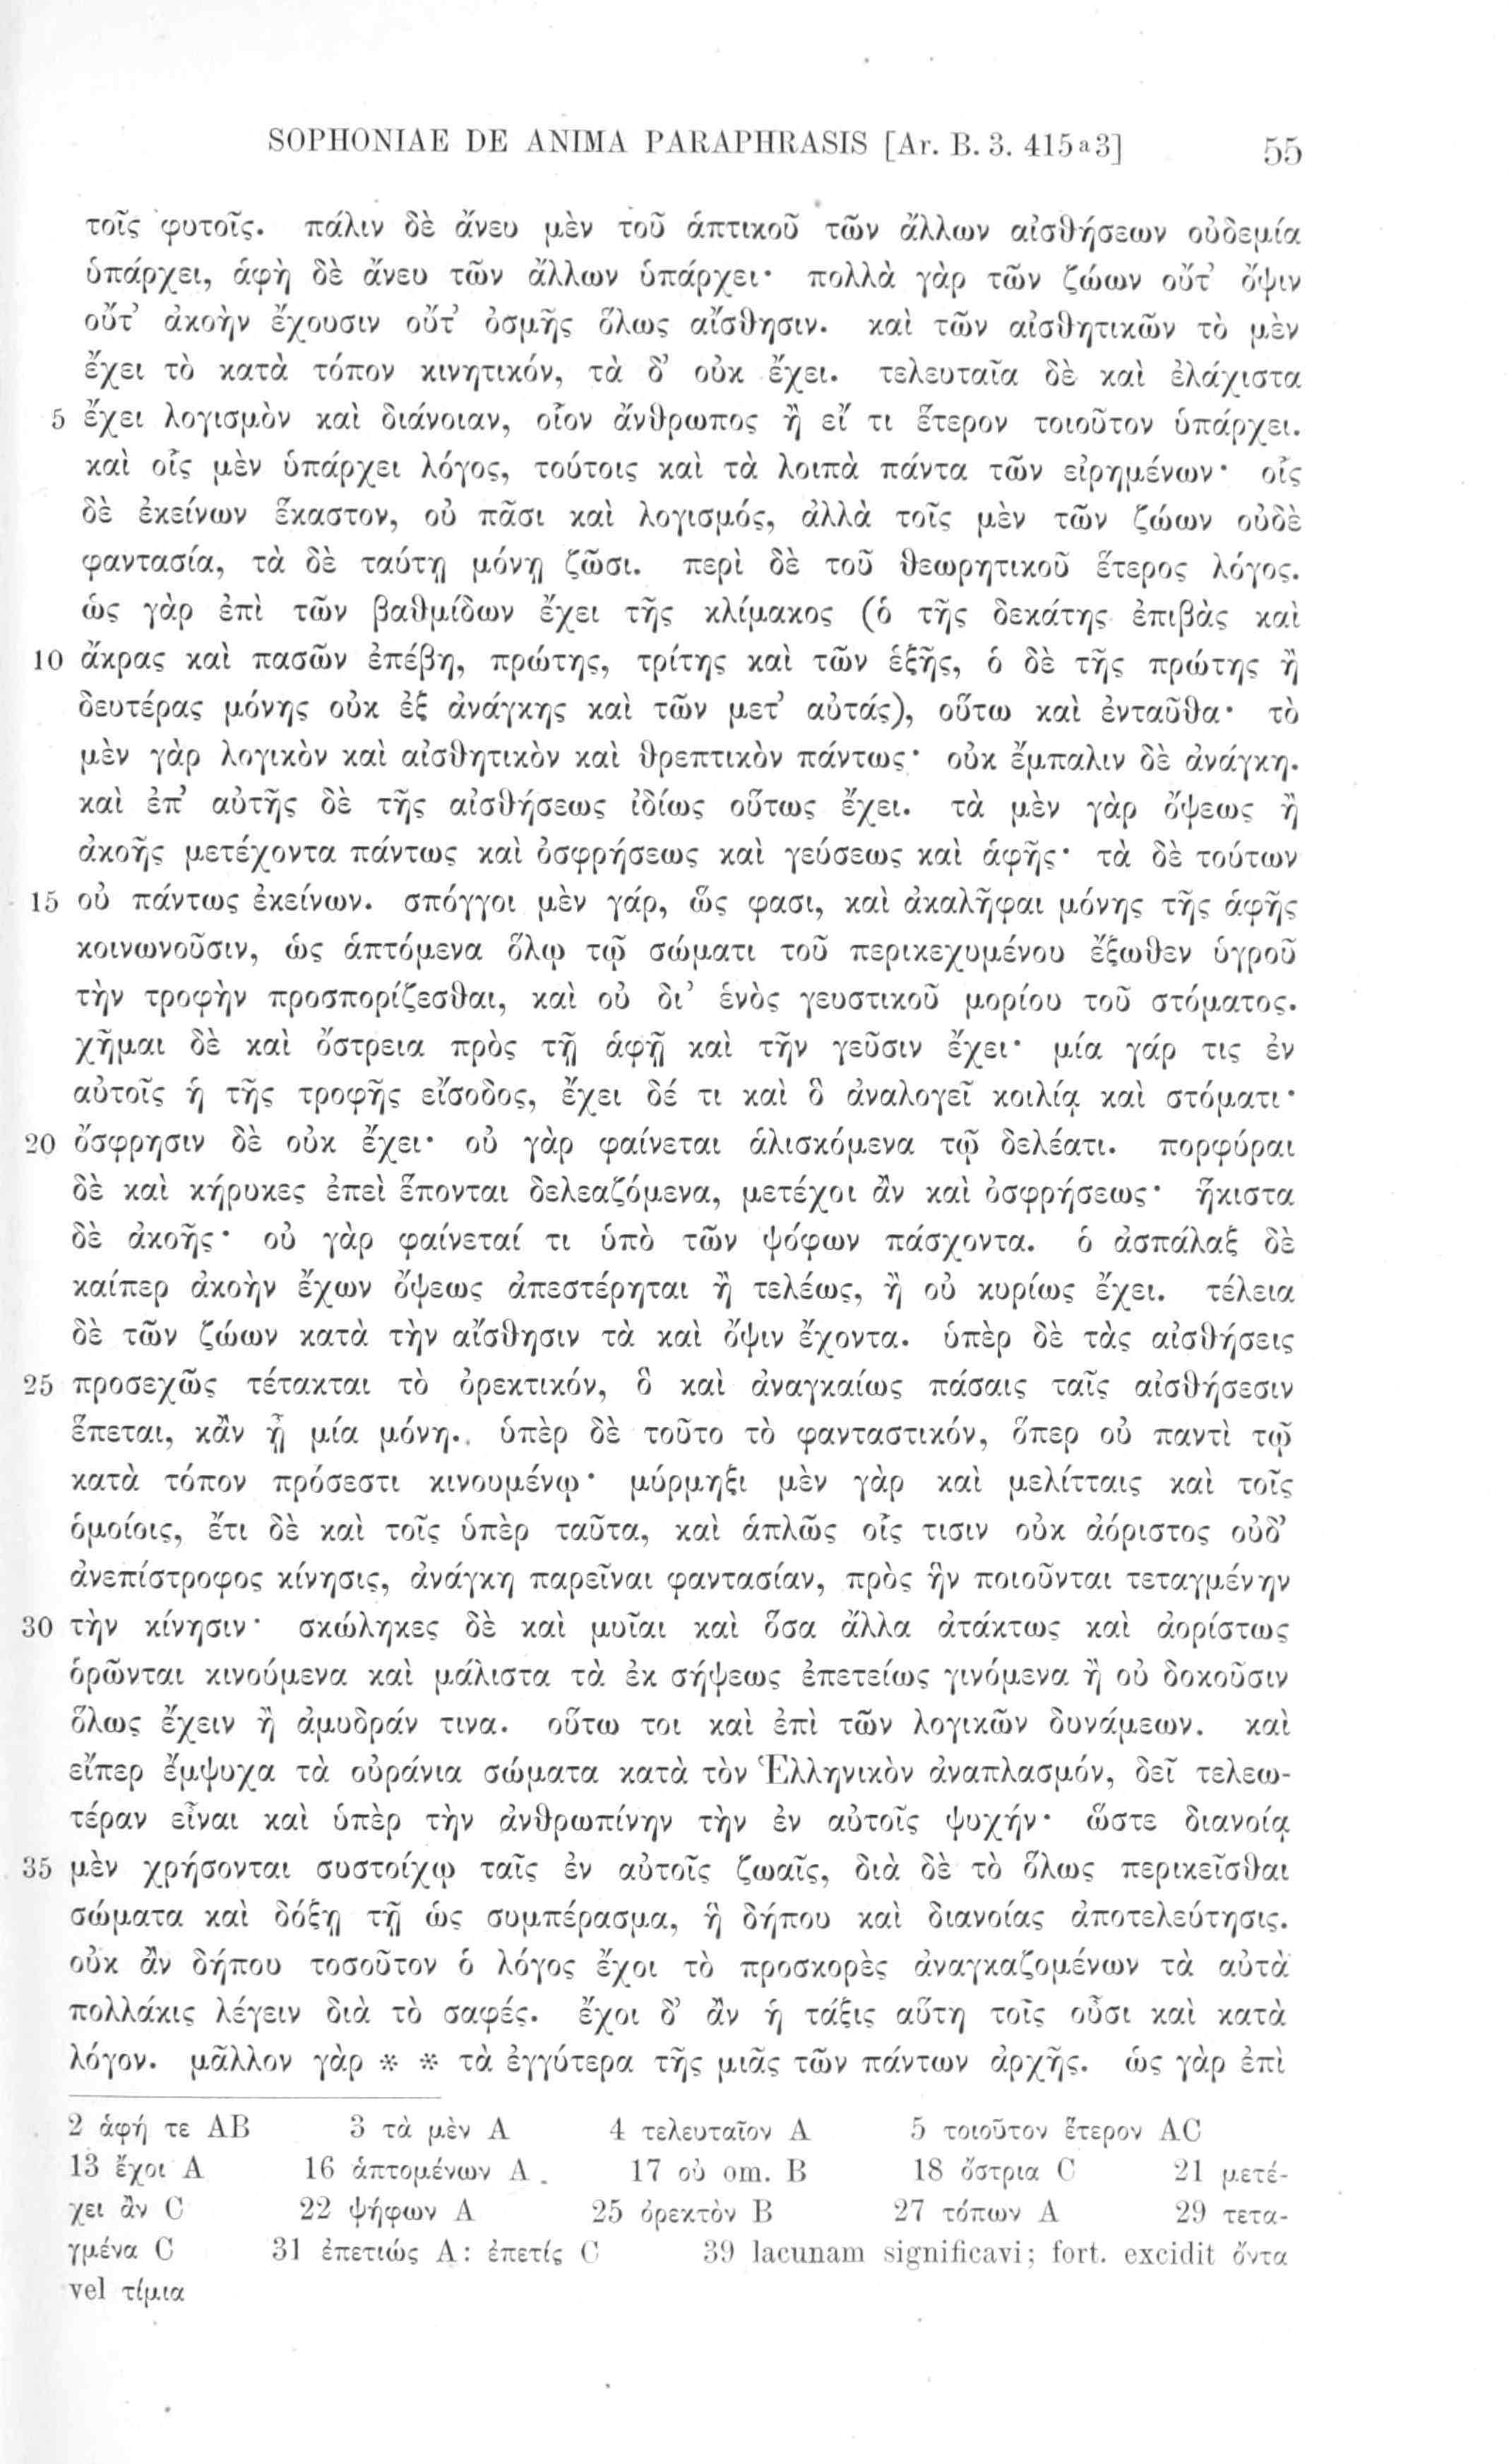 SOPHONIAE DE ANIMA PARAPHRASIS [Ar. B. 3. 415a3] 55
τοῖς φυτοῖς. πάλιν δὲ ἄνευ μὲν τοῦ ἁπτικοῦ τῶν ἄλλων αἰσθήσεων οὐδεμία
ὑπάρχει, ἁφὴ δὲ ἄνευ τῶν ἄλλων ὑπάρχει· πολλὰ γὰρ τῶν ζώων οὔτ’ ὄψιν
οὔτ’ ἀκοὴν ἔχουσιν οὔτ’ ὀσμῆς ὅλως αἴσθησιν. καὶ τῶν αἰσθητικῶν τὸ μὲν
ἔχει τὸ κατὰ τόπον κινητικόν, τὰ δ’ οὐκ ἔχει. τελευταῖα δὲ καὶ ἐλάχιστα
5 ἔχει λογισμὸν καὶ διάνοιαν, οἷον ἄνθρωπος ἢ εἴ τι ἕτερον τοιοῦτον ὑπάρχει.
καὶ οἷς μὲν ὑπάρχει λόγος, τούτοις καὶ τὰ λοιπὰ πάντα τῶν εἰρημένων· οἷς
δὲ ἐκείνων ἕκαστον, οὐ πᾶσι καὶ λογισμός, ἀλλὰ τοῖς μὲν τῶν ζώων οὐδὲ
φαντασία, τὰ δὲ ταύτῃ μόνῃ ζῶσι. περὶ δὲ τοῦ θεωρητικοῦ ἕτερος λόγος.
ὡς γὰρ ἐπὶ τῶν βαθμίδων ἔχει τῆς κλίμακος (ὁ τῆς δεκάτης ἐπιβὰς καὶ
10 ἄκρας καὶ πασῶν ἐπέβη, πρώτης, τρίτης καὶ τῶν ἑξῆς, ὁ δὲ τῆς πρώτης ἢ
δευτέρας μόνης οὐκ ἐξ ἀνάγκης καὶ τῶν μετ’ αὐτάς), οὕτω καὶ ἐνταῦθα· τὸ
μὲν γὰρ λογικὸν καὶ αἰσθητικὸν καὶ θρεπτικὸν πάντως· οὐκ ἔμπαλιν δὲ ἀνάγκη.
καὶ ἐπ’ αὐτῆς δὲ τῆς αἰσθήσεως ἰδίως οὕτως ἔχει. τὰ μὲν γὰρ ὄψεως ἢ
ἀκοῆς μετέχοντα πάντως καὶ ὀσφρήσεως καὶ γεύσεως καὶ ἁφῆς· τὰ δὲ τούτων
15 οὐ πάντως ἐκείνων. σπόγγοι μὲν γάρ, ὥς φασι, καὶ ἀκαλῆφαι μόνης τῆς ἁφῆς
κοινωνοῦσιν, ὡς ἁπτόμενα ὅλῳ τῷ σώματι τοῦ περικεχυμένου ἔξωθεν ὑγροῦ
τὴν τροφὴν προσπορίζεσθαι, καὶ οὐ δι’ ἑνὸς γευστικοῦ μορίου τοῦ στόματος.
χῆμαι δὲ καὶ ὄστρεια πρὸς τῇ ἁφῇ καὶ τὴν γεῦσιν ἔχει· μία γάρ τις ἐν
αὐτοῖς ἡ τῆς τροφῆς εἴσοδος, ἔχει δέ τι καὶ ὃ ἀναλογεῖ κοιλίᾳ καὶ στόματι·
20 ὄσφρησιν δὲ οὐκ ἔχει· οὐ γὰρ φαίνεται ἁλισκόμενα τῷ δελέατι. πορφύραι
δὲ καὶ κήρυκες ἐπεὶ ἕπονται δελεαζόμενα, μετέχοι ἂν καὶ ὀσφρήσεως· ἥκιστα
δὲ ἀκοῆς· οὐ γὰρ φαίνεταί τι ὑπὸ τῶν ψόφων πάσχοντα. ὁ ἀσπάλαξ δὲ
καίπερ ἀκοὴν ἔχων ὄψεως ἀπεστέρηται ἢ τελέως, ἢ οὐ κυρίως ἔχει. τέλεια
δὲ τῶν ζώων κατὰ τὴν αἴσθησιν τὰ καὶ ὄψιν ἔχοντα. ὑπὲρ δὲ τὰς αἰσθήσεις
25 προσεχῶς τέτακται τὸ ὀρεκτικόν, ὃ καὶ ἀναγκαίως πάσαις ταῖς αἰσθήσεσιν
ἕπεται, κἂν ᾖ μία μόνη. ὑπὲρ δὲ τοῦτο τὸ φανταστικόν, ὅπερ οὐ παντὶ τῷ
κατὰ τόπον πρόσεστι κινουμένῳ· μύρμηξι μὲν γὰρ καὶ μελίτταις καὶ τοῖς
ὁμοίοις, ἔτι δὲ καὶ τοῖς ὑπὲρ ταῦτα, καὶ ἁπλῶς οἷς τισιν οὐκ ἀόριστος οὐδ’
ἀνεπίστροφος κίνησις, ἀνάγκη παρεῖναι φαντασίαν, πρὸς ἣν ποιοῦνται τεταγμένην
30 τὴν κίνησιν· σκώληκες δὲ καὶ μυῖαι καὶ ὅσα ἄλλα ἀτάκτως καὶ ἀορίστως
ὁρῶνται κινούμενα καὶ μάλιστα τὰ ἐκ σήψεως ἐπετείως γινόμενα ἢ οὐ δοκοῦσιν
ὅλως ἔχειν ἢ ἀμυδράν τινα. οὕτω τοι καὶ ἐπὶ τῶν λογικῶν δυνάμεων. καὶ
εἴπερ ἔμψυχα τὰ οὐράνια σώματα κατὰ τὸν Ἑλληνικὸν ἀναπλασμόν, δεῖ τελεω-
τέραν εἶναι καὶ ὑπὲρ τὴν ἀνθρωπίνην τὴν ἐν αὐτοῖς ψυχήν· ὥστε διανοίᾳ
35 μὲν χρήσονται συστοίχῳ ταῖς ἐν αὐτοῖς ζωαῖς, διὰ δὲ τὸ ὅλως περικεῖσθαι
σώματα καὶ δόξῃ τῇ ὡς συμπέρασμα, ἢ δήπου καὶ διανοίας ἀποτελεύτησις.
οὐκ ἂν δήπου τοσοῦτον ὁ λόγος ἔχοι τὸ προσκορὲς ἀναγκαζομένων τὰ αὐτὰ
πολλάκις λέγειν διὰ τὸ σαφές. ἔχοι δ’ ἂν ἡ τάξις αὕτη τοῖς οὖσι καὶ κατὰ
λόγον. μᾶλλον γὰρ * * τὰ ἐγγύτερα τῆς μιᾶς τῶν πάντων ἀρχῆς. ὡς γὰρ ἐπὶ
2 ἁφή τε AB 3 τὰ μὲν A 4 τελευταῖον A 5 τοιοῦτον ἕτερον AC
13 ἔχοι A 16 ἁπτομένων A 17 οὐ om. B 18 ὄστρια C 21 μετέ-
χει ἂν C 22 ψήφων A 25 ὀρεκτὸν B 27 τόπων A 29 τετα-
γμένα C 31 ἐπετιώς A: ἐπετίς C 39 lacunam significavi; fort. excidit ὄντα
vel τίμια